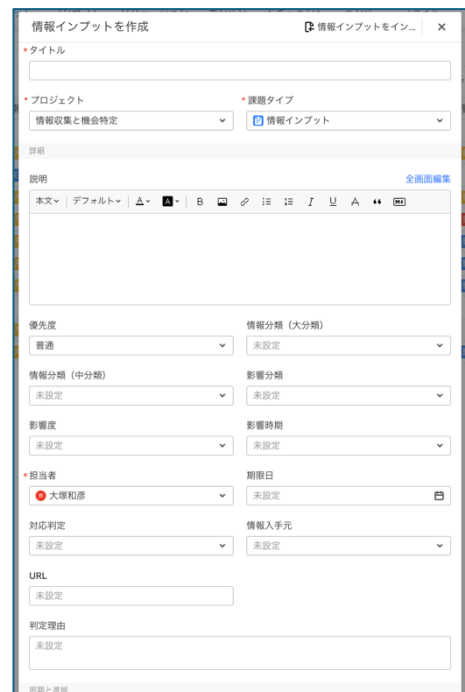 情報インプットを作成 情報インプットをイン... ×
* タイトル
* プロジェクト * 課題タイプ
情報収集と機会特定 情報インプット
詳細
説明 全画面編集
本文 デフォルト A A B I U A M↓
優先度 情報分類（大分類）
普通 未設定
情報分類（中分類） 影響分類
未設定 未設定
影響度 影響時期
未設定 未設定
* 担当者 期限日
大塚和彦 未設定
対応判定 情報入手元
未設定 未設定
URL
未設定
判定理由
未設定